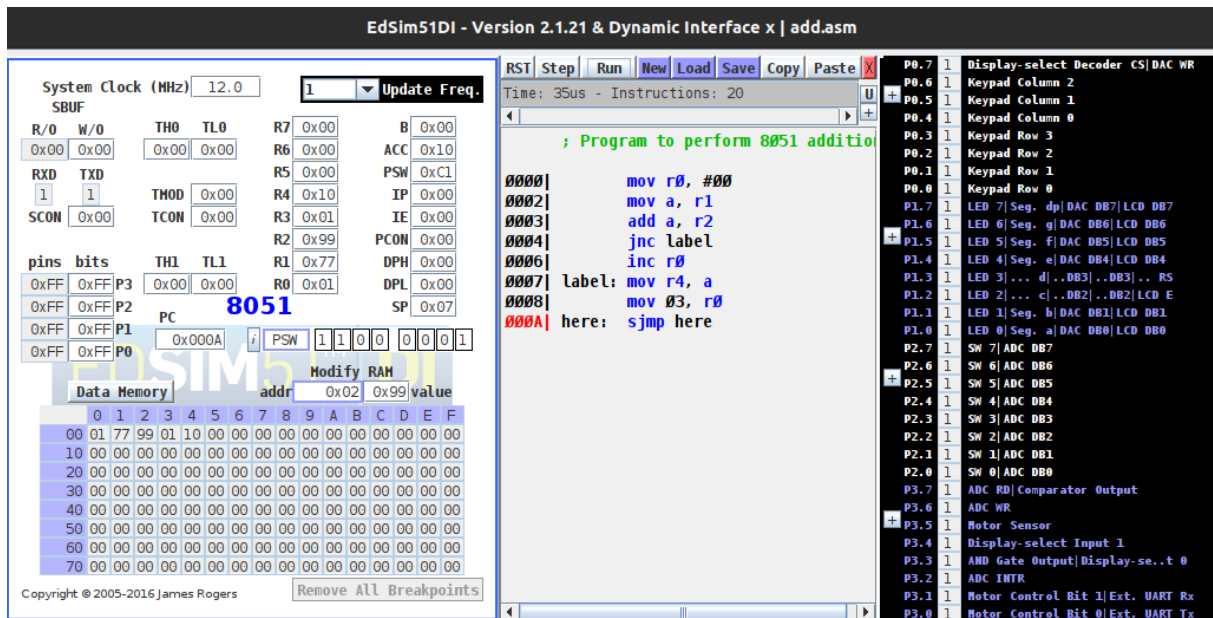 EdSim51DI - Version 2.1.21 & Dynamic Interface x | add.asm
System Clock (MHz) 12.0 1 Update Freq.
SBUF
R/O W/O TH0 TL0 R7 0x00 B 0x00
0x00 0x00 0x00 0x00 R6 0x00 ACC 0x10
RXD TXD R5 0x00 PSW 0xC1
1 1 TMOD 0x00 R4 0x10 IP 0x00
SCON 0x00 TCON 0x00 R3 0x01 IE 0x00
R2 0x99 PCON 0x00
pins bits TH1 TL1 R1 0x77 DPH 0x00
0xFF 0xFF P3 0x00 0x00 R0 0x01 DPL 0x00
0xFF 0xFF P2 8051 SP 0x07
0xFF 0xFF P1 PC
0xFF 0xFF P0 0x000A i PSW 1 1 0 0 0 0 0 1
EDSIM51 DI
TM
Modify RAM
Data Memory addr 0x02 0x99 value
0 1 2 3 4 5 6 7 8 9 A B C D E F
00 01 77 99 01 10 00 00 00 00 00 00 00 00 00 00 00
10 00 00 00 00 00 00 00 00 00 00 00 00 00 00 00 00
20 00 00 00 00 00 00 00 00 00 00 00 00 00 00 00 00
30 00 00 00 00 00 00 00 00 00 00 00 00 00 00 00 00
40 00 00 00 00 00 00 00 00 00 00 00 00 00 00 00 00
50 00 00 00 00 00 00 00 00 00 00 00 00 00 00 00 00
60 00 00 00 00 00 00 00 00 00 00 00 00 00 00 00 00
70 00 00 00 00 00 00 00 00 00 00 00 00 00 00 00 00
Copyright © 2005-2016 James Rogers Remove All Breakpoints
RST Step Run New Load Save Copy Paste X
Time: 35us - Instructions: 20 U
+
; Program to perform 8051 additio
0000| mov r0, #00
0002| mov a, r1
0003| add a, r2
0004| jnc label
0006| inc r0
0007| label: mov r4, a
0008| mov 03, r0
000A| here: sjmp here
P0.7 1 Display-select Decoder CS|DAC WR
P0.6 1 Keypad Column 2
+ P0.5 1 Keypad Column 1
P0.4 1 Keypad Column 0
P0.3 1 Keypad Row 3
P0.2 1 Keypad Row 2
P0.1 1 Keypad Row 1
P0.0 1 Keypad Row 0
P1.7 1 LED 7|Seg. dp|DAC DB7|LCD DB7
P1.6 1 LED 6|Seg. g|DAC DB6|LCD DB6
+ P1.5 1 LED 5|Seg. f|DAC DB5|LCD DB5
P1.4 1 LED 4|Seg. e|DAC DB4|LCD DB4
P1.3 1 LED 3|... d|..DB3|..DB3|.. RS
P1.2 1 LED 2|... c|..DB2|..DB2|LCD E
P1.1 1 LED 1|Seg. b|DAC DB1|LCD DB1
P1.0 1 LED 0|Seg. a|DAC DB0|LCD DB0
P2.7 1 SW 7|ADC DB7
P2.6 1 SW 6|ADC DB6
+ P2.5 1 SW 5|ADC DB5
P2.4 1 SW 4|ADC DB4
P2.3 1 SW 3|ADC DB3
P2.2 1 SW 2|ADC DB2
P2.1 1 SW 1|ADC DB1
P2.0 1 SW 0|ADC DB0
P3.7 1 ADC RD|Comparator Output
P3.6 1 ADC WR
+ P3.5 1 Motor Sensor
P3.4 1 Display-select Input 1
P3.3 1 AND Gate Output|Display-se..t 0
P3.2 1 ADC INTR
P3.1 1 Motor Control Bit 1|Ext. UART Rx
P3.0 1 Motor Control Bit 0|Ext. UART Tx